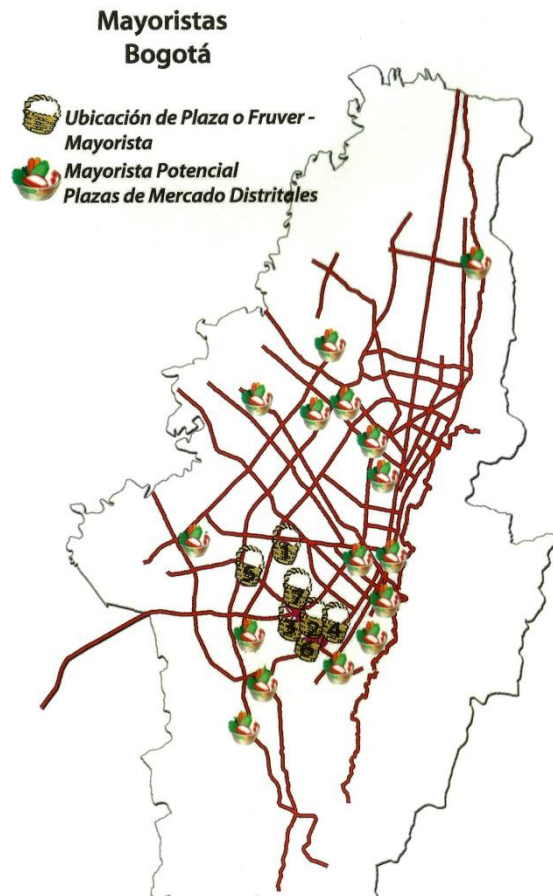 Mayoristas
Bogotá
Ubicación de Plaza o Fruver -
Mayorista
Mayorista Potencial
Plazas de Mercado Distritales